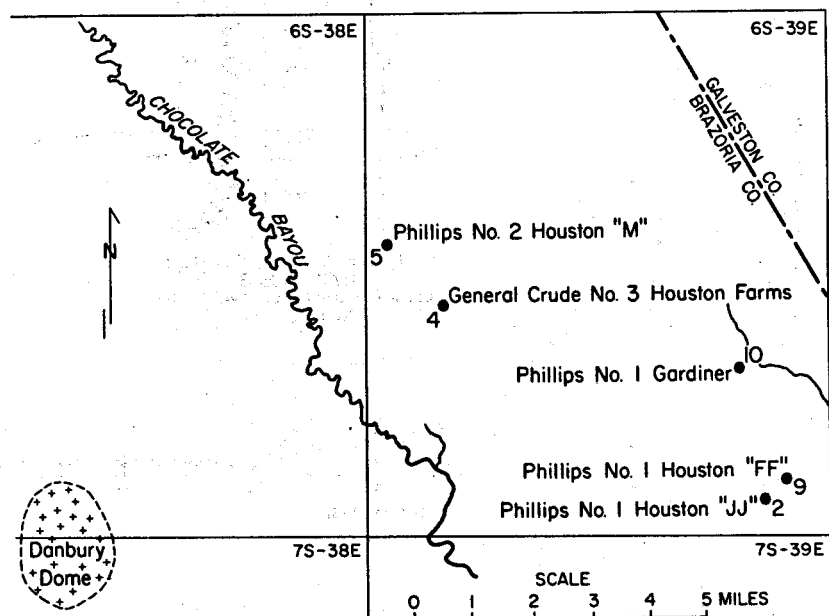 6S-38E
6S-39E
CHOCOLATE
BAYOU
GALVESTON CO.
BRAZORIA CO.
N
Phillips No. 2 Houston "M"
5
General Crude No. 3 Houston Farms
4
10
Phillips No. 1 Gardiner
Phillips No. 1 Houston "FF"
9
Phillips No. 1 Houston "JJ"
2
7S-38E
7S-39E
Danbury
Dome
SCALE
0 1 2 3 4 5 MILES